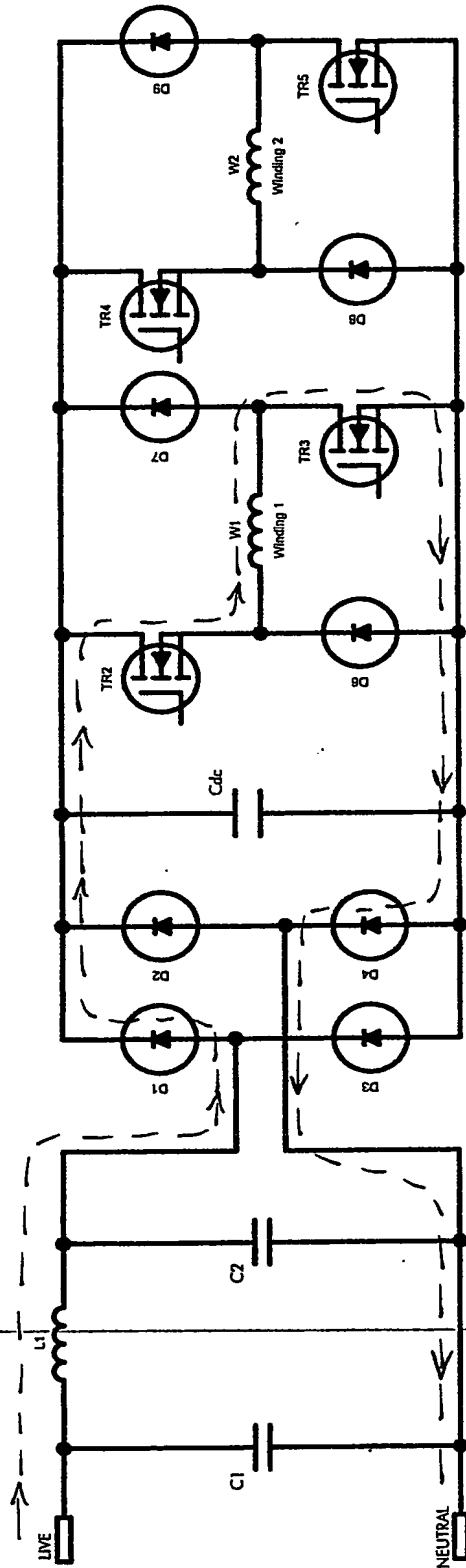 LIVE
L1
C1
C2
NEUTRAL
D1
D2
D3
D4
Cdc
TR2
D6
W1
Winding 1
D7
TR3
TR4
D8
W2
Winding 2
D9
TR5